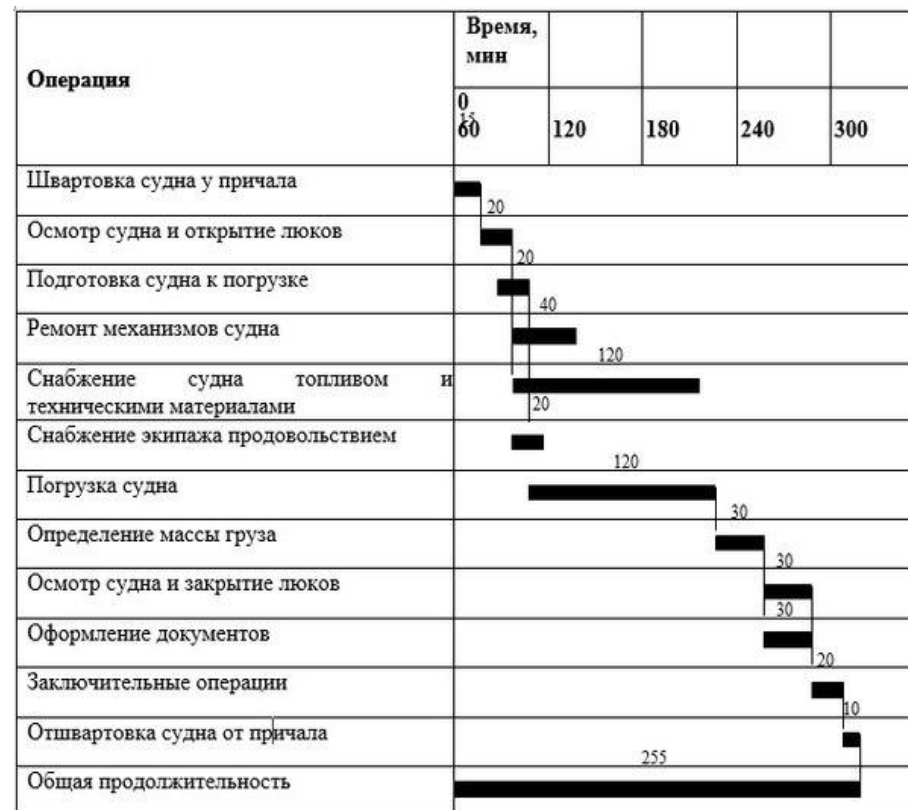 Операция
Время,
мин
0
15
60 120 180 240 300
Швартовка судна у причала
20
Осмотр судна и открытие люков
20
Подготовка судна к погрузке
40
Ремонт механизмов судна
120
Снабжение судна топливом и
техническими материалами
20
Снабжение экипажа продовольствием
120
Погрузка судна
30
Определение массы груза
30
Осмотр судна и закрытие люков
30
Оформление документов
20
Заключительные операции
10
Отшвартовка судна от причала
255
Общая продолжительность